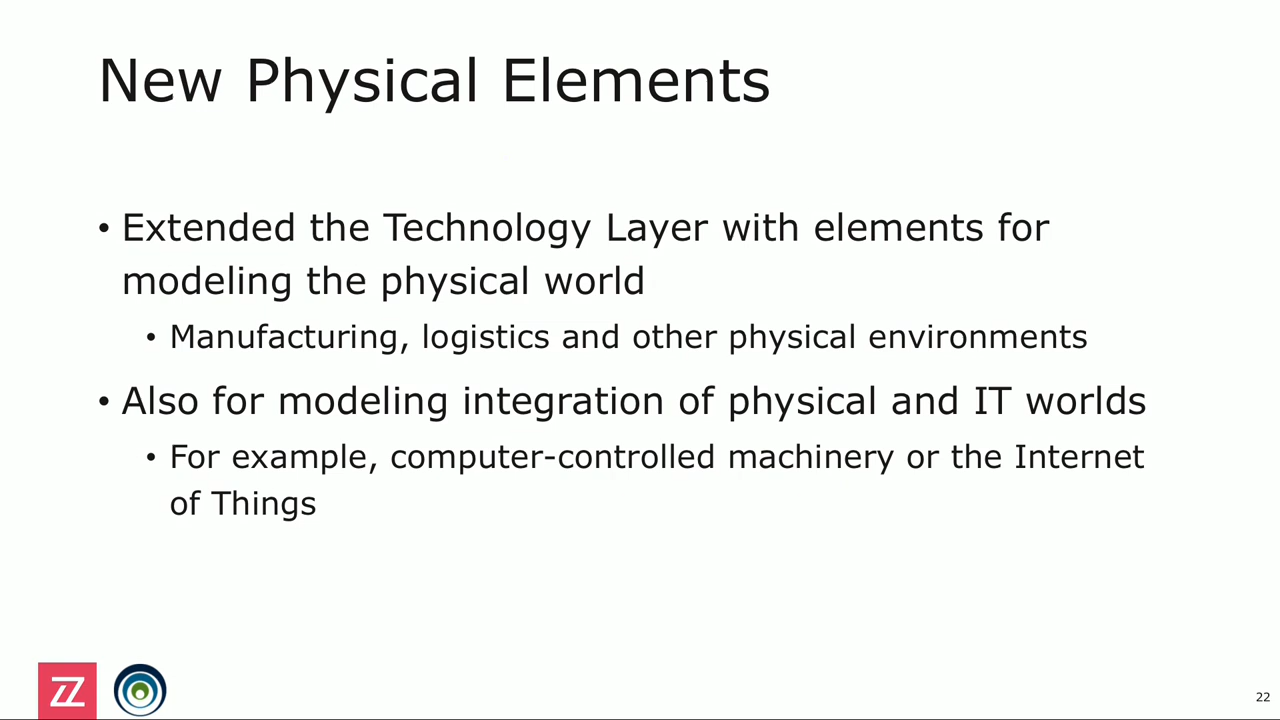 New Physical Elements
• Extended the Technology Layer with elements for
modeling the physical world
• Manufacturing, logistics and other physical environments
• Also for modeling integration of physical and IT worlds
• For example, computer-controlled machinery or the Internet
of Things
22